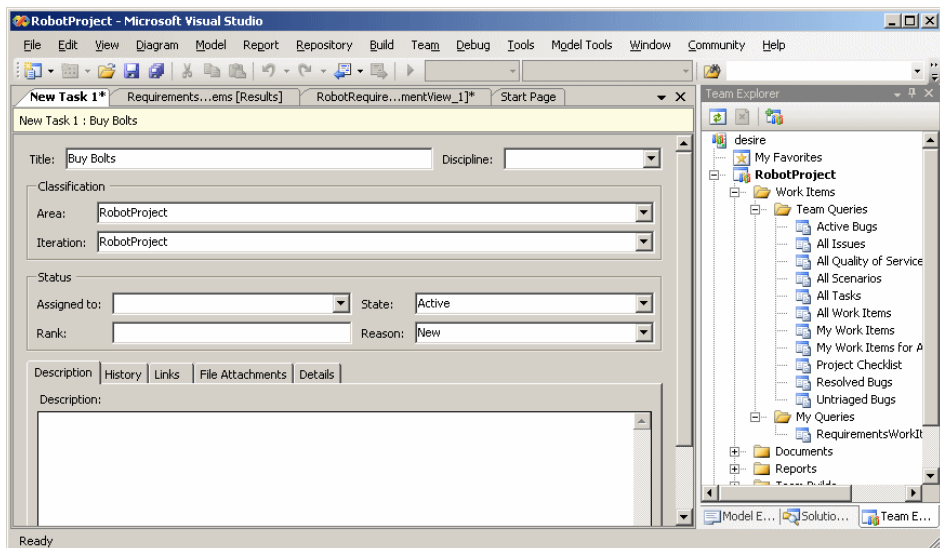 RobotProject - Microsoft Visual Studio
File Edit View Diagram Model Report Repository Build Team Debug Tools Model Tools Window Community Help
New Task 1* Requirements...ems [Results] RobotRequire...mentView_1]* Start Page
New Task 1 : Buy Bolts
Title: Buy Bolts Discipline:
Classification
Area: RobotProject
Iteration: RobotProject
Status
Assigned to: State: Active
Rank: Reason: New
Description History Links File Attachments Details
Description:
Team Explorer
desire
My Favorites
RobotProject
Work Items
Team Queries
Active Bugs
All Issues
All Quality of Service
All Scenarios
All Tasks
All Work Items
My Work Items
My Work Items for A
Project Checklist
Resolved Bugs
Untriaged Bugs
My Queries
RequirementsWorkIt
Documents
Reports
Team Builds
Model E... Solutio... Team E...
Ready